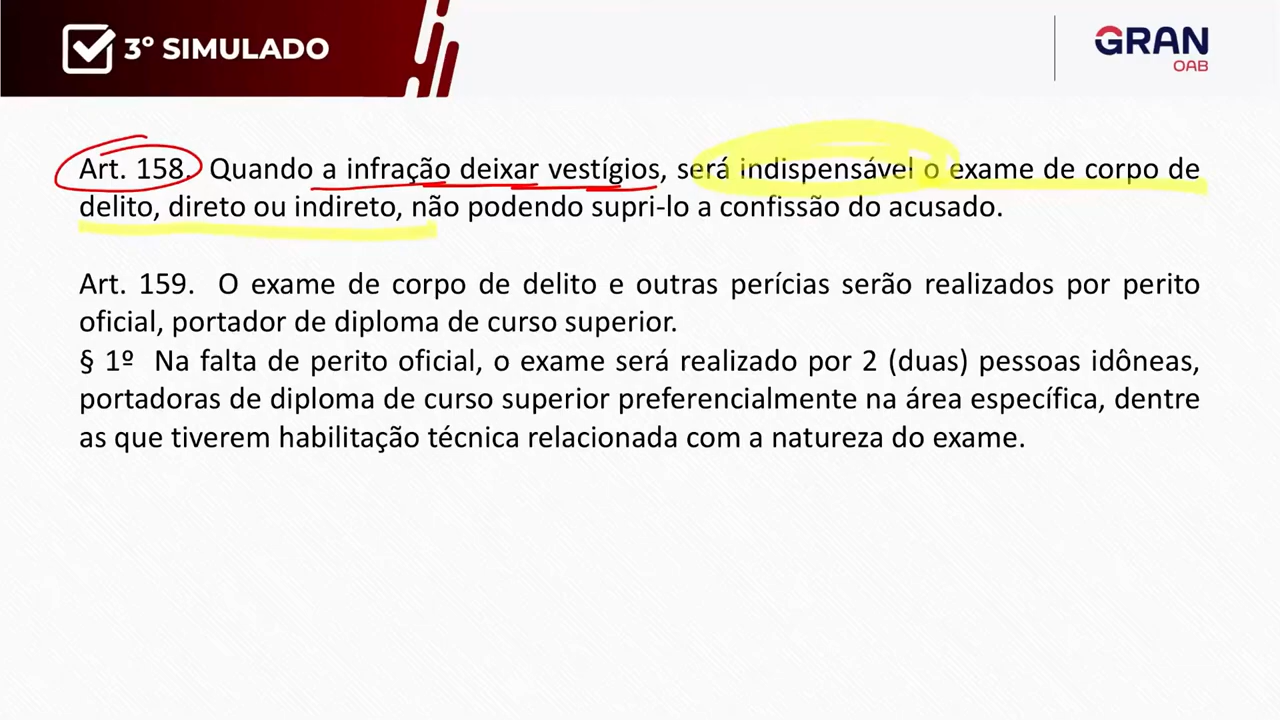 3º SIMULADO
GRAN
OAB
Art. 158. Quando a infração deixar vestígios, será indispensável o exame de corpo de
delito, direto ou indireto, não podendo supri-lo a confissão do acusado.
Art. 159. O exame de corpo de delito e outras perícias serão realizados por perito
oficial, portador de diploma de curso superior.
§ 1º Na falta de perito oficial, o exame será realizado por 2 (duas) pessoas idôneas,
portadoras de diploma de curso superior preferencialmente na área específica, dentre
as que tiverem habilitação técnica relacionada com a natureza do exame.